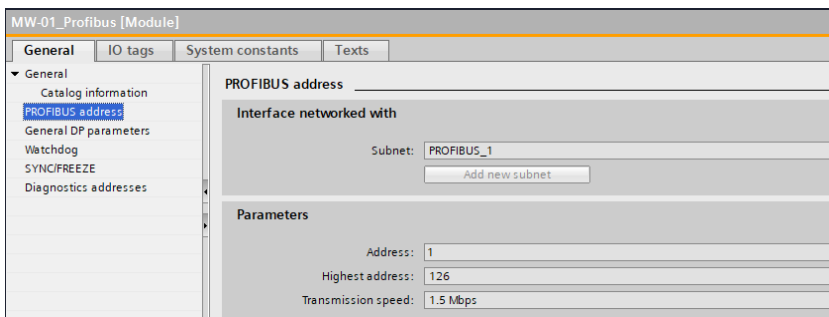 MW-01_Profibus [Module]
General IO tags System constants Texts
General
Catalog information
PROFIBUS address
General DP parameters
Watchdog
SYNC/FREEZE
Diagnostics addresses
PROFIBUS address
Interface networked with
Subnet: PROFIBUS_1
Add new subnet
Parameters
Address: 1
Highest address: 126
Transmission speed: 1.5 Mbps